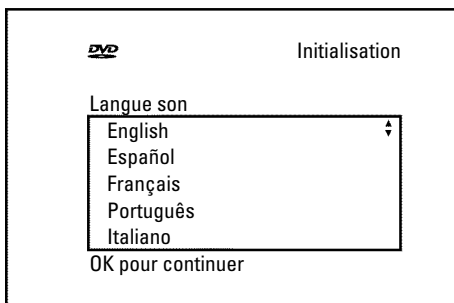 DVD Initialisation
Langue son
English
Español
Français
Português
Italiano
OK pour continuer